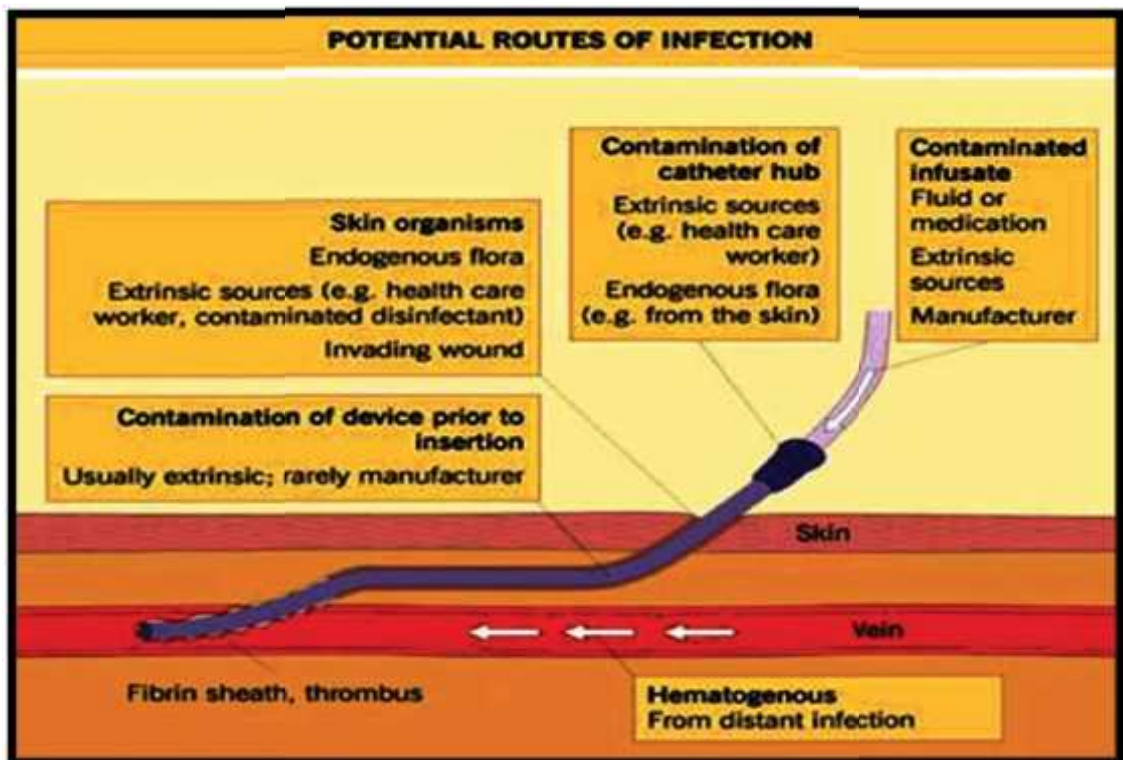 POTENTIAL ROUTES OF INFECTION
Skin organisms
Endogenous flora
Extrinsic sources (e.g. health care
worker, contaminated disinfectant)
Invading wound
Contamination of device prior to
insertion
Usually extrinsic; rarely manufacturer
Contamination of
catheter hub
Extrinsic sources
(e.g. health care
worker)
Endogenous flora
(e.g. from the skin)
Contaminated
infusate
Fluid or
medication
Extrinsic
sources
Manufacturer
Skin
Vein
Fibrin sheath, thrombus
Hematogenous
From distant infection